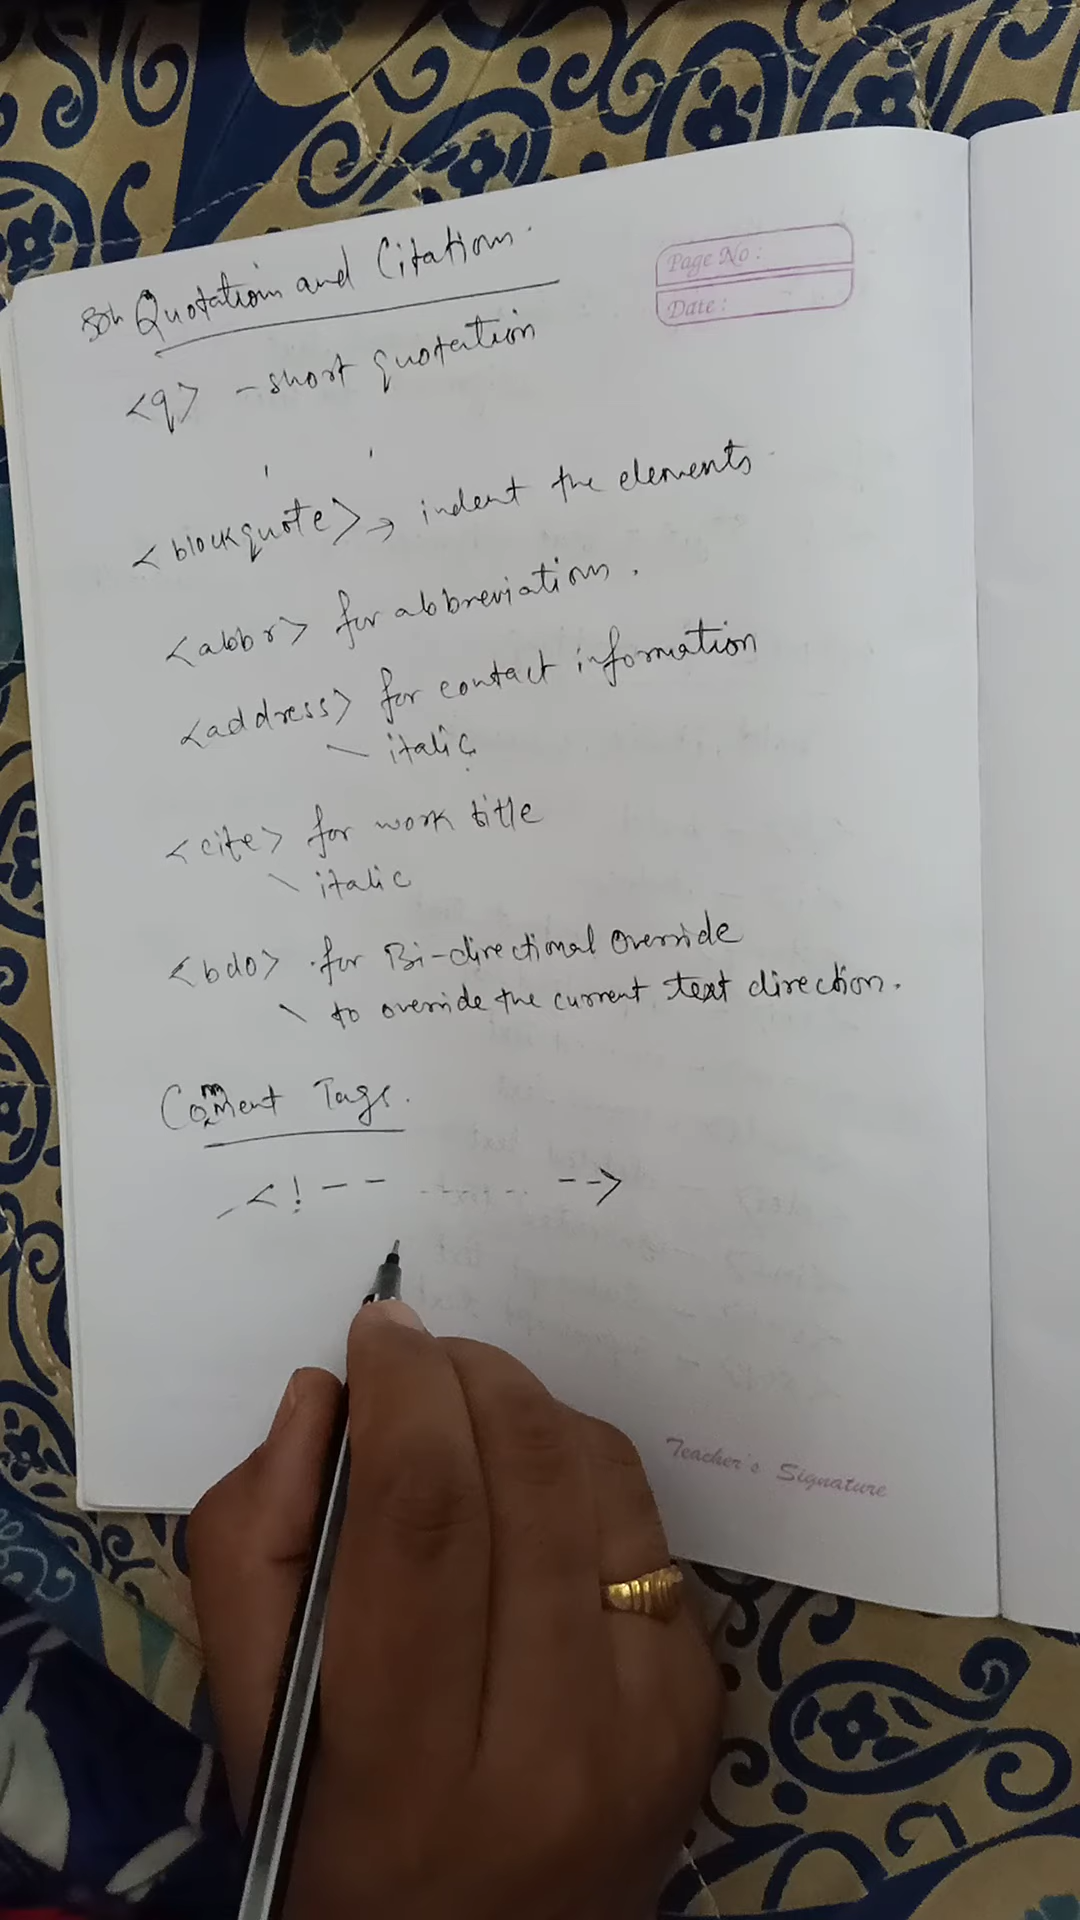 Quotation and Citation.
Page No :
Date :
<q> - short quotation
<blockquote> → indent the elements
<abbr> for abbreviation.
<address> for contact information
italic
<cite> for work title
italic
<bdo> for Bi-directional override
to override the current text direction.
Comment Tags.
<!-- -->
Teacher's Signature